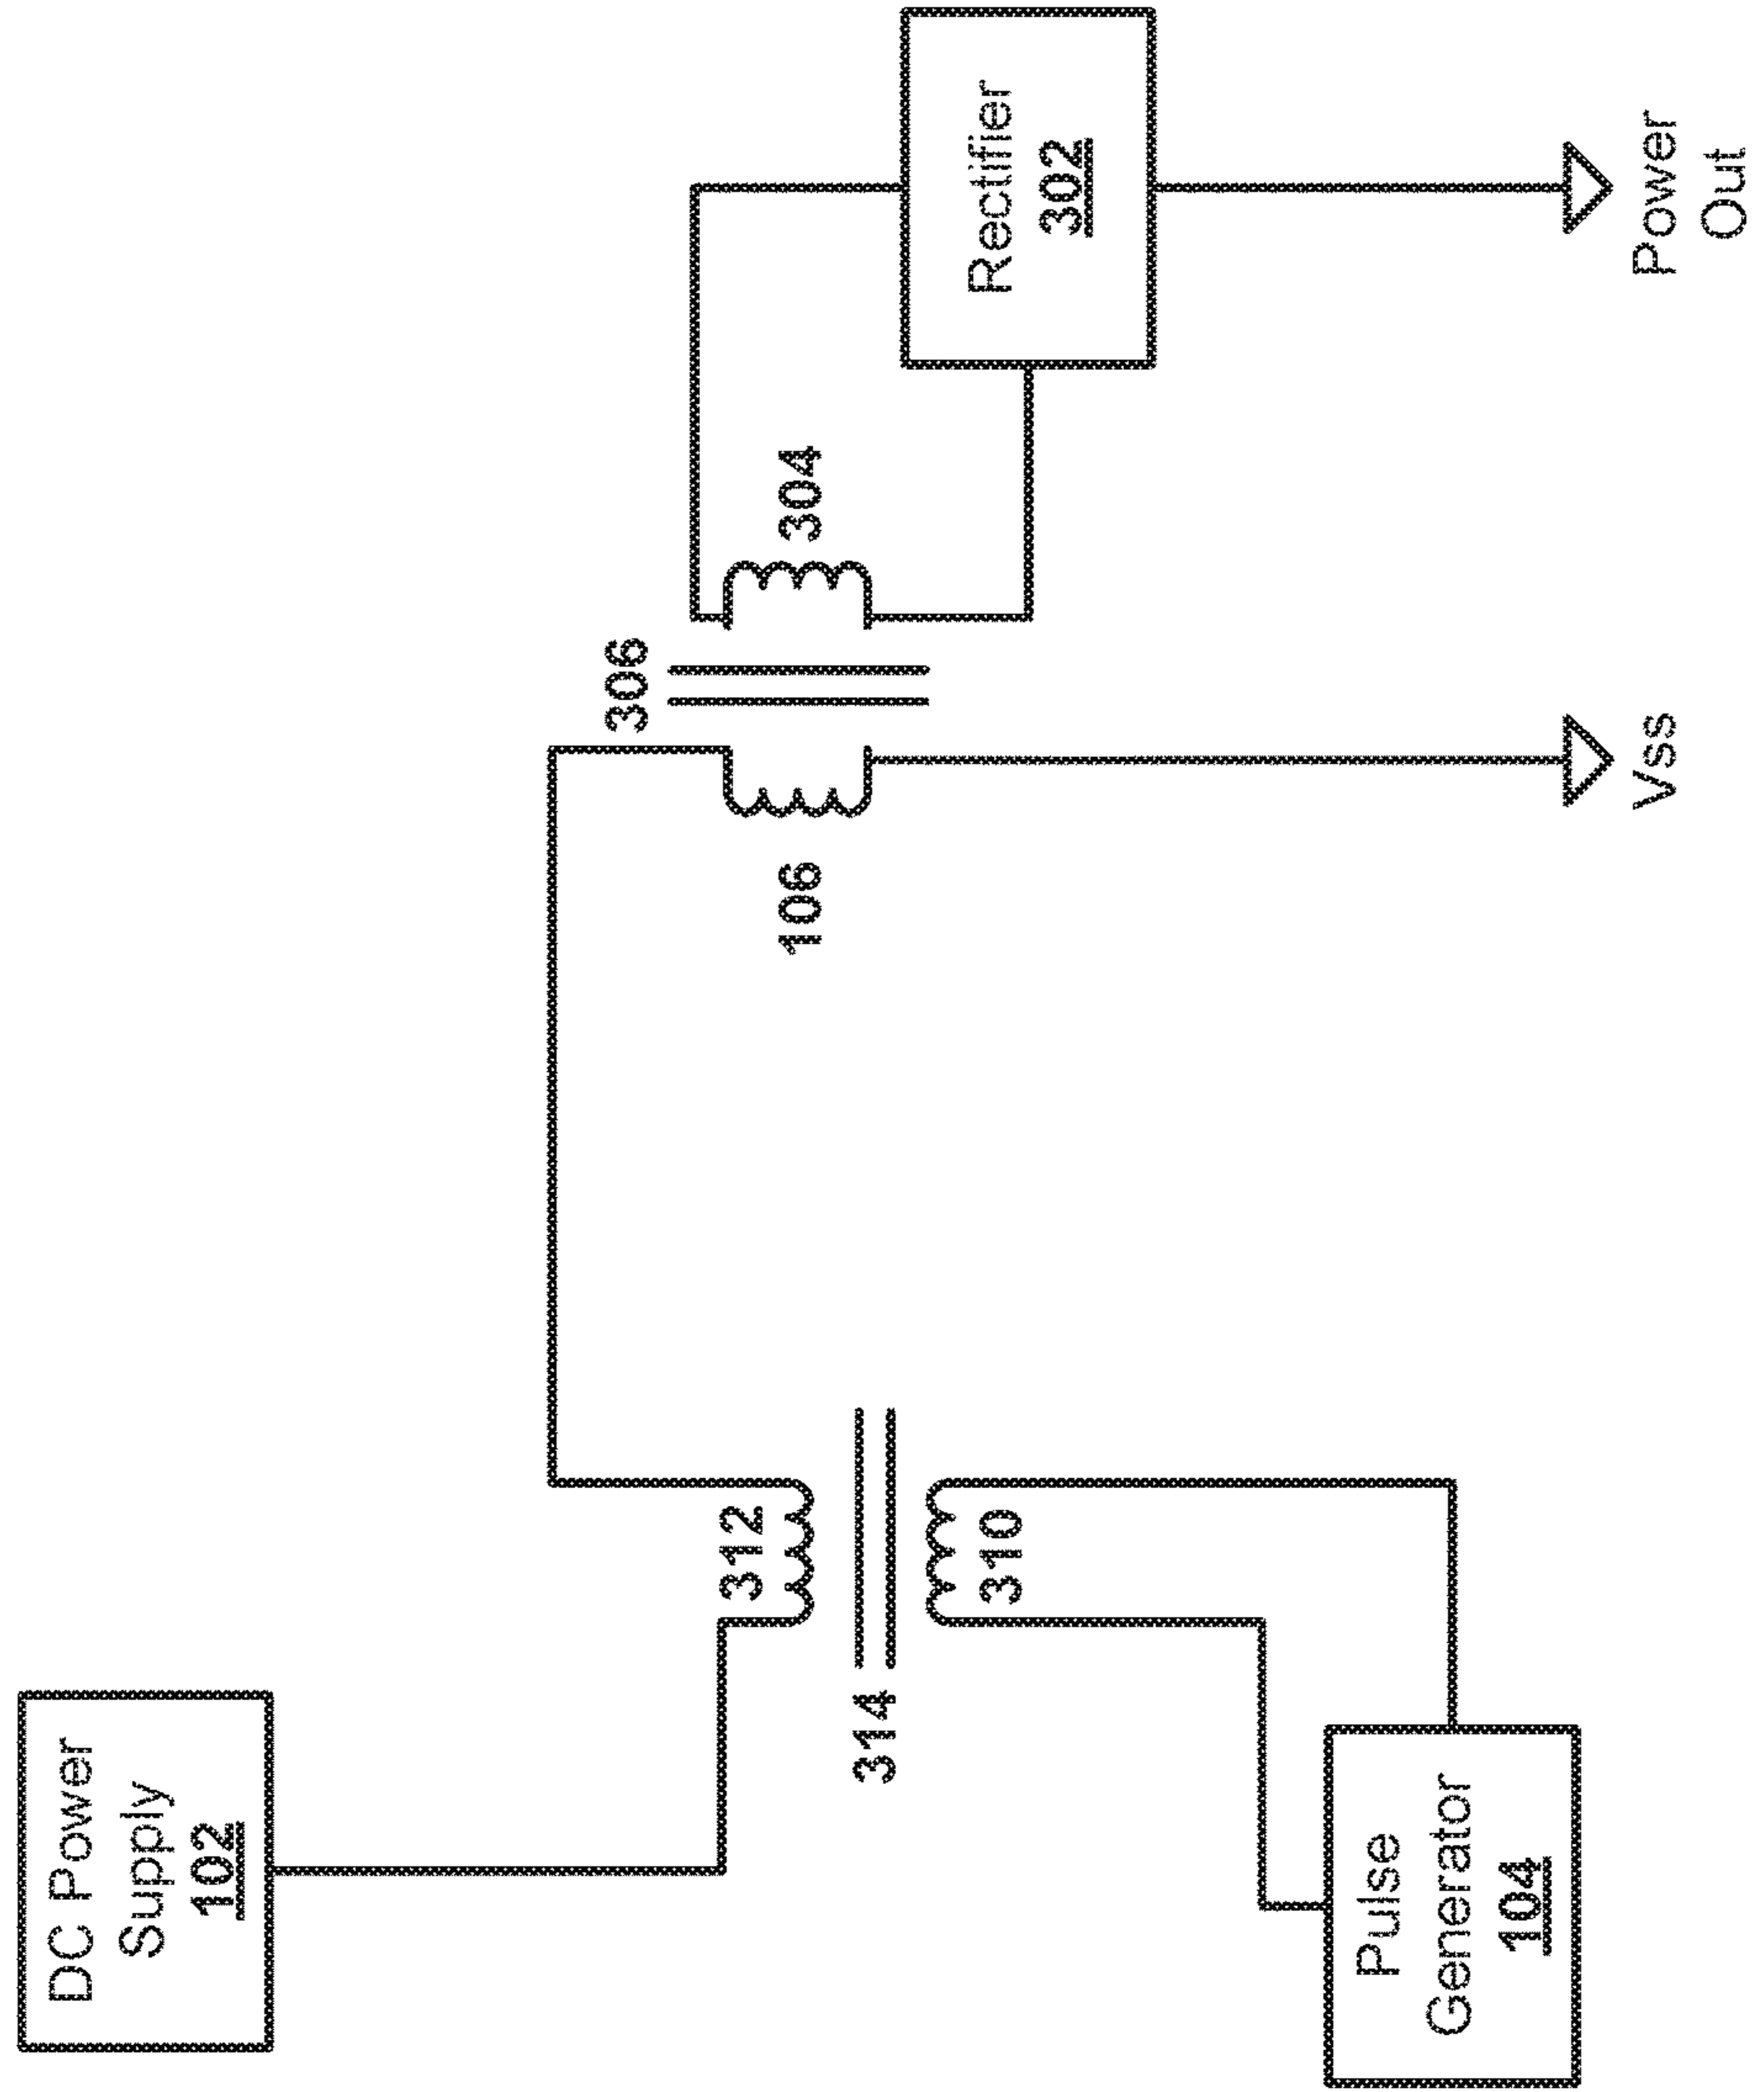 DC Power
Supply
102
312
314
310
Pulse
Generator
104
306
106
304
Vss
Rectifier
302
Power
Out